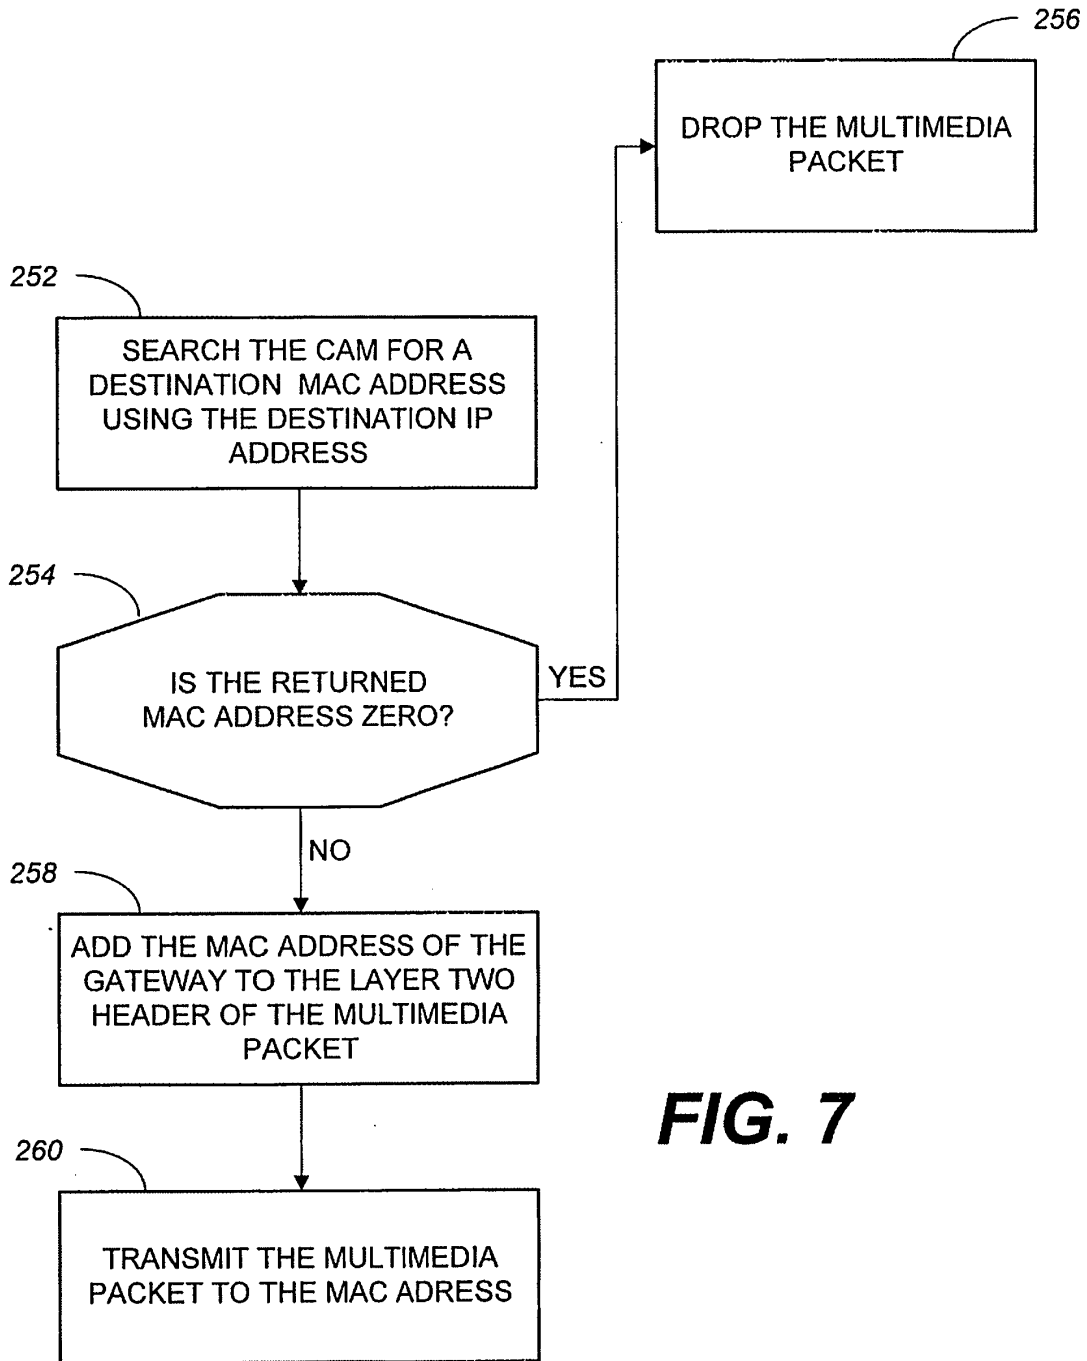 256
DROP THE MULTIMEDIA
PACKET
252
SEARCH THE CAM FOR A
DESTINATION MAC ADDRESS
USING THE DESTINATION IP
ADDRESS
254
IS THE RETURNED
MAC ADDRESS ZERO?
YES
NO
258
ADD THE MAC ADDRESS OF THE
GATEWAY TO THE LAYER TWO
HEADER OF THE MULTIMEDIA
PACKET
FIG. 7
260
TRANSMIT THE MULTIMEDIA
PACKET TO THE MAC ADRESS